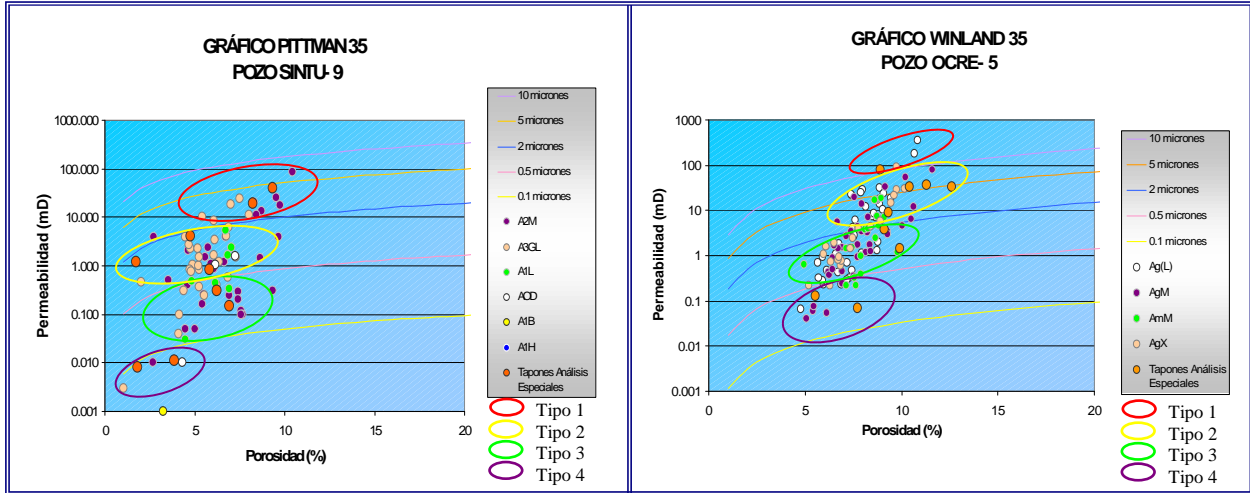 GRÁFICO PITTMAN 35
POZO SINTU- 9
Permeabilidad (mD)
1000.000
100.000
10.000
1.000
0.100
0.010
0.001
0 5 10 15 20
Porosidad (%)
10 micrones
5 micrones
2 micrones
0.5 micrones
0.1 micrones
A2M
A3GL
A1L
AOD
A1B
A1H
Tapones Análisis
Especiales
Tipo 1
Tipo 2
Tipo 3
Tipo 4
GRÁFICO WINLAND 35
POZO OCRE- 5
Permeabilidad (mD)
1000
100
10
1
0.1
0.01
0.001
0 5 10 15 20
Porosidad (%)
10 micrones
5 micrones
2 micrones
0.5 micrones
0.1 micrones
Ag(L)
AgM
AmM
AgX
Tapones Análisis
Especiales
Tipo 1
Tipo 2
Tipo 3
Tipo 4